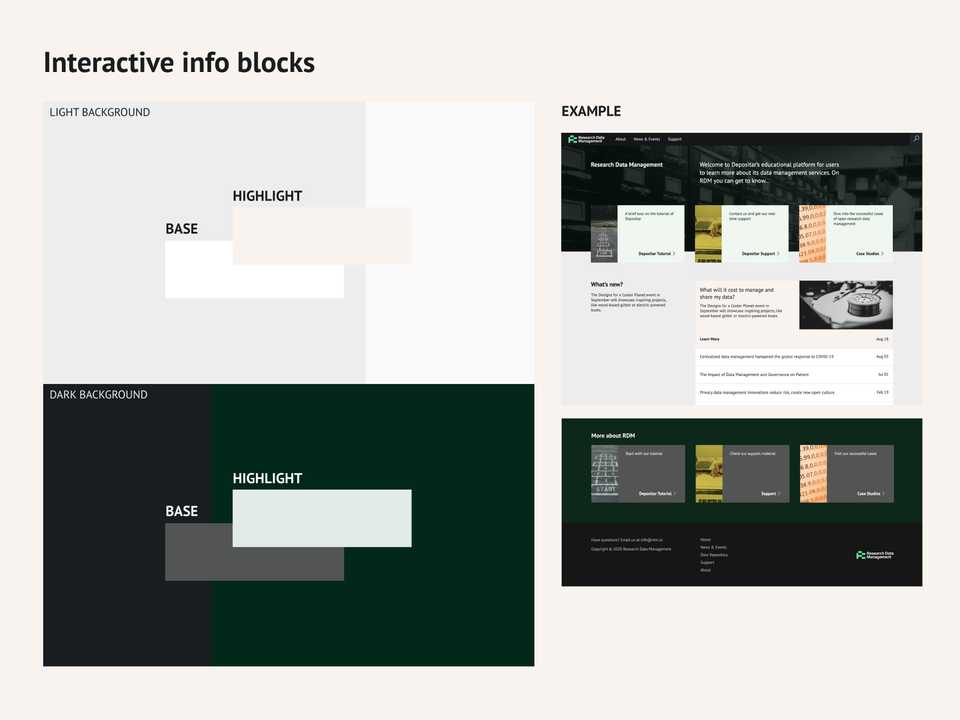 Interactive info blocks
LIGHT BACKGROUND
HIGHLIGHT
BASE
DARK BACKGROUND
HIGHLIGHT
BASE
EXAMPLE
Research Data
Management
About
News & Events
Support
Research Data Management
Welcome to Depositar's educational platform for users
to learn more about its data management services. On
RDM you can get to know...
A brief tour on the tutorial of
Depositar
Depositar Tutorial
Contact us and get our real-
time support
Depositar Support
Dive into the successful cases
of open research data
management
Case Studies
What's new?
The Designs for a Cooler Planet event in
September will showcase inspiring projects,
like wood-based glitter or electric-powered
boats.
What will it cost to manage and
share my data?
The Designs for a Cooler Planet event in
September will showcase inspiring projects, like
wood-based glitter or electric-powered boats.
Learn More
Aug 28
Centralized data management hampered the global response to COVID-19
Aug 03
The Impact of Data Management and Governance on Patient
Jul 03
Privacy data management innovations reduce risk, create new open culture
Feb 19
More about RDM
Start with our tutorial
Depositar Tutorial
Check our support material
Support
Visit our successful cases
Case Studies
Have questions? Email us at
Copyright © 2020 Research Data Management
Home
News & Events
Data Repository
Support
About
Research Data
Management